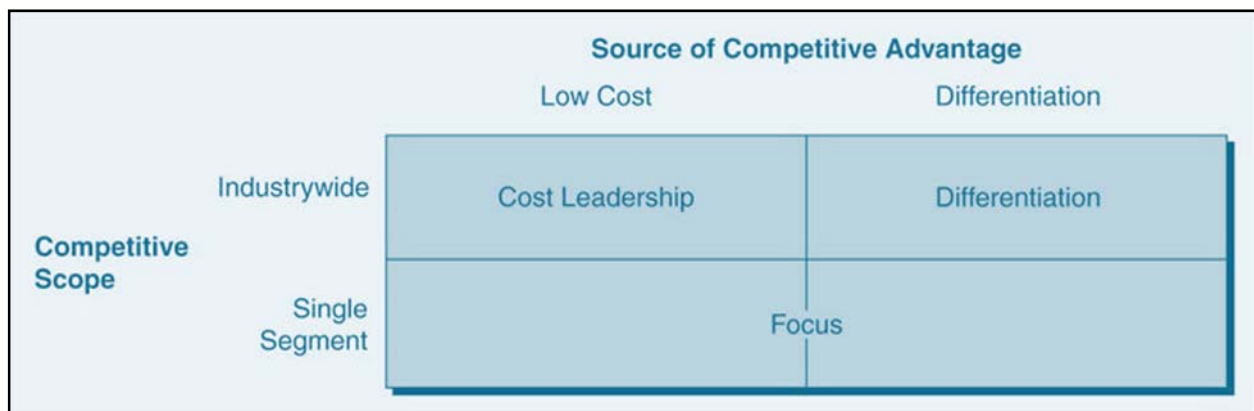 Source of Competitive Advantage
Low Cost Differentiation
Industrywide Cost Leadership Differentiation
Competitive
Scope
Single
Segment
Focus